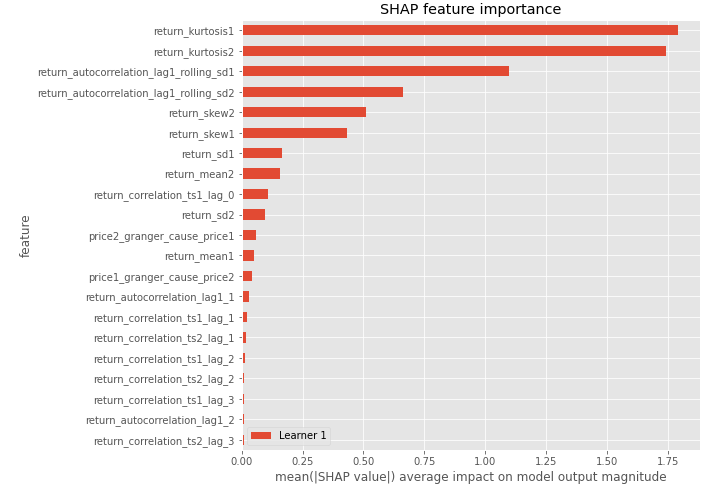 SHAP feature importance
return_kurtosis1
return_kurtosis2
return_autocorrelation_lag1_rolling_sd1
return_autocorrelation_lag1_rolling_sd2
return_skew2
return_skew1
return_sd1
return_mean2
return_correlation_ts1_lag_0
return_sd2
price2_granger_cause_price1
return_mean1
price1_granger_cause_price2
return_autocorrelation_lag1_1
return_correlation_ts1_lag_1
return_correlation_ts2_lag_1
return_correlation_ts1_lag_2
return_correlation_ts2_lag_2
return_correlation_ts1_lag_3
return_autocorrelation_lag1_2
return_correlation_ts2_lag_3
feature
Learner 1
0.00 0.25 0.50 0.75 1.00 1.25 1.50 1.75
mean(|SHAP value|) average impact on model output magnitude